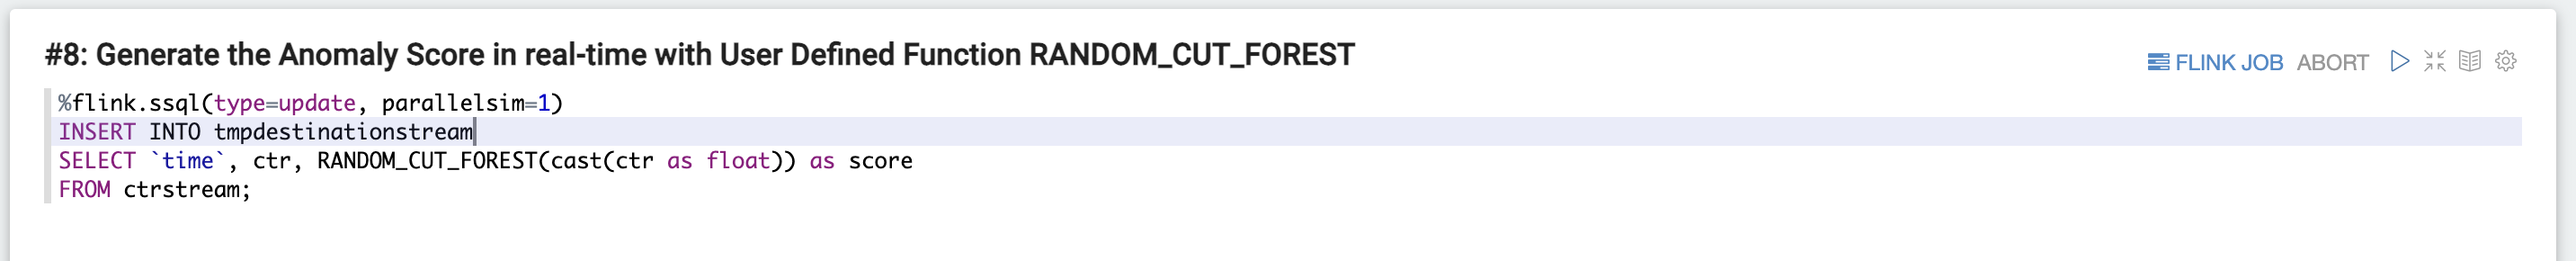 #8: Generate the Anomaly Score in real-time with User Defined Function RANDOM_CUT_FOREST
FLINK JOB ABORT
%flink.ssql(type=update, parallelsim=1)
INSERT INTO tmpdestinationstream
SELECT `time`, ctr, RANDOM_CUT_FOREST(cast(ctr as float)) as score
FROM ctrstream;